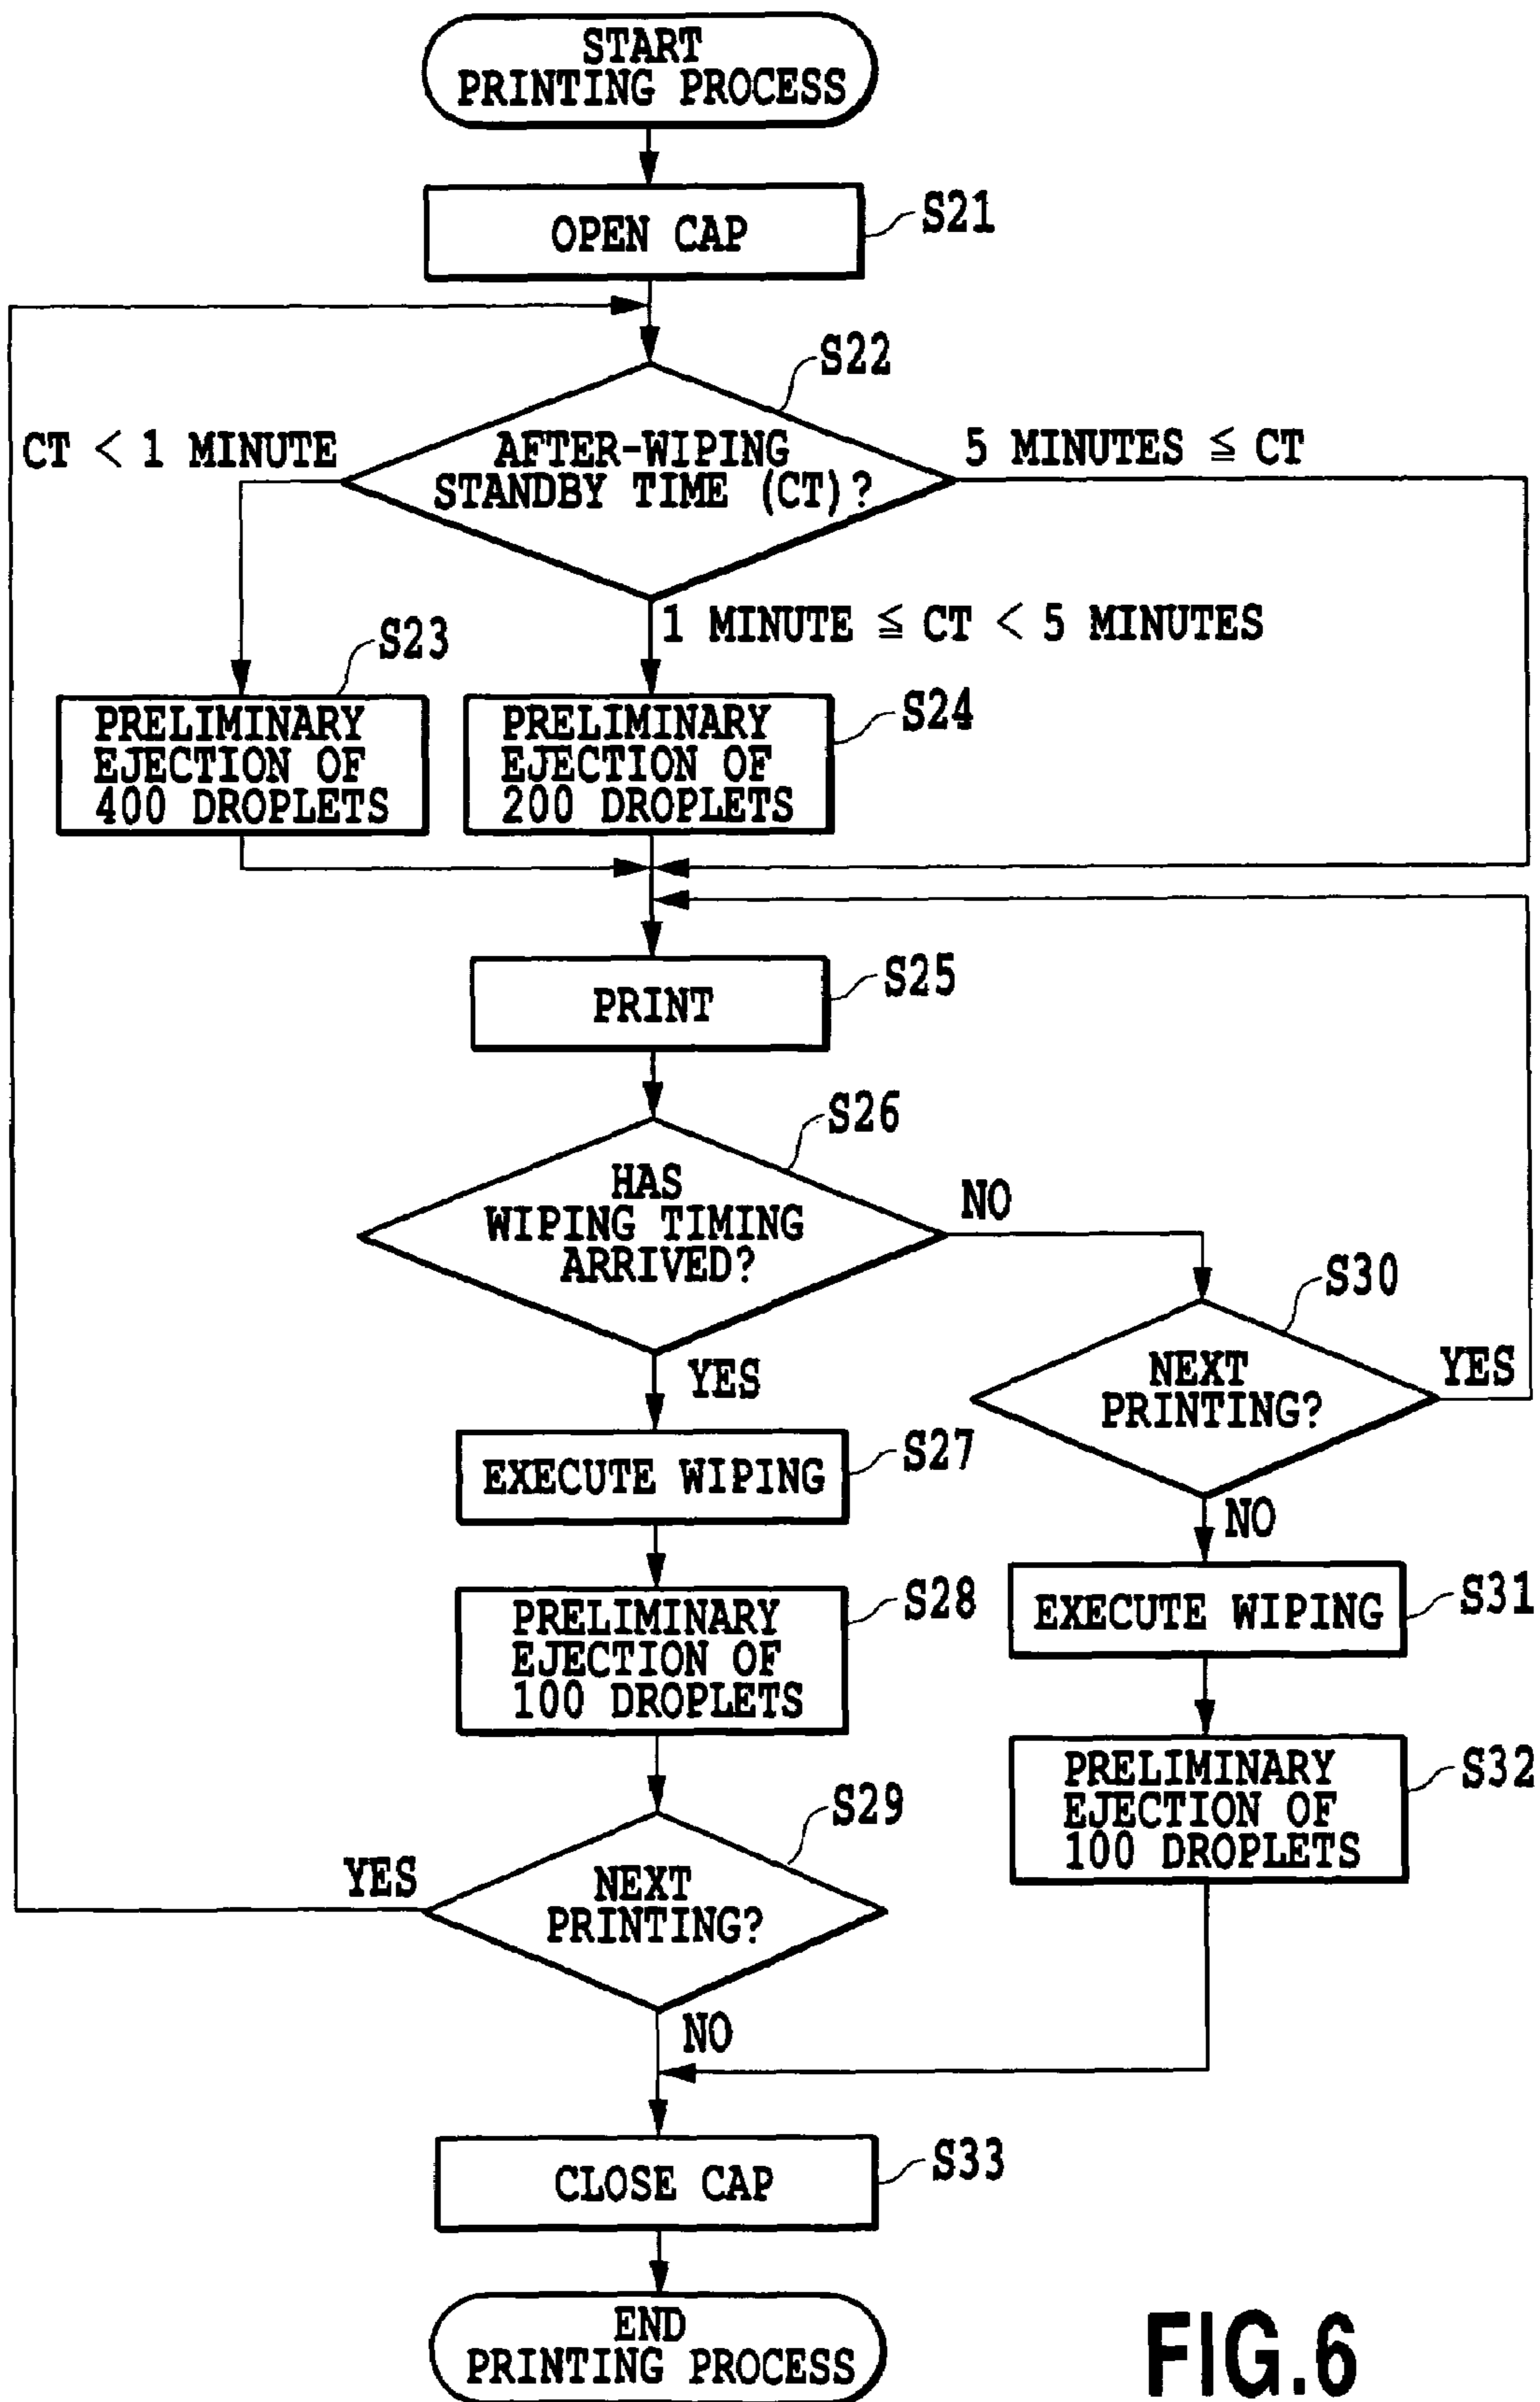 START
PRINTING PROCESS
OPEN CAP
S21
S22
AFTER-WIPING
STANDBY TIME (CT)?
CT < 1 MINUTE
5 MINUTES ≦ CT
1 MINUTE ≦ CT < 5 MINUTES
S23
PRELIMINARY
EJECTION OF
400 DROPLETS
S24
PRELIMINARY
EJECTION OF
200 DROPLETS
PRINT
S25
S26
HAS
WIPING TIMING
ARRIVED?
NO
YES
S30
NEXT
PRINTING?
YES
NO
EXECUTE WIPING
S27
EXECUTE WIPING
S31
PRELIMINARY
EJECTION OF
100 DROPLETS
S28
PRELIMINARY
EJECTION OF
100 DROPLETS
S32
S29
NEXT
PRINTING?
YES
NO
CLOSE CAP
S33
END
PRINTING PROCESS
FIG.6